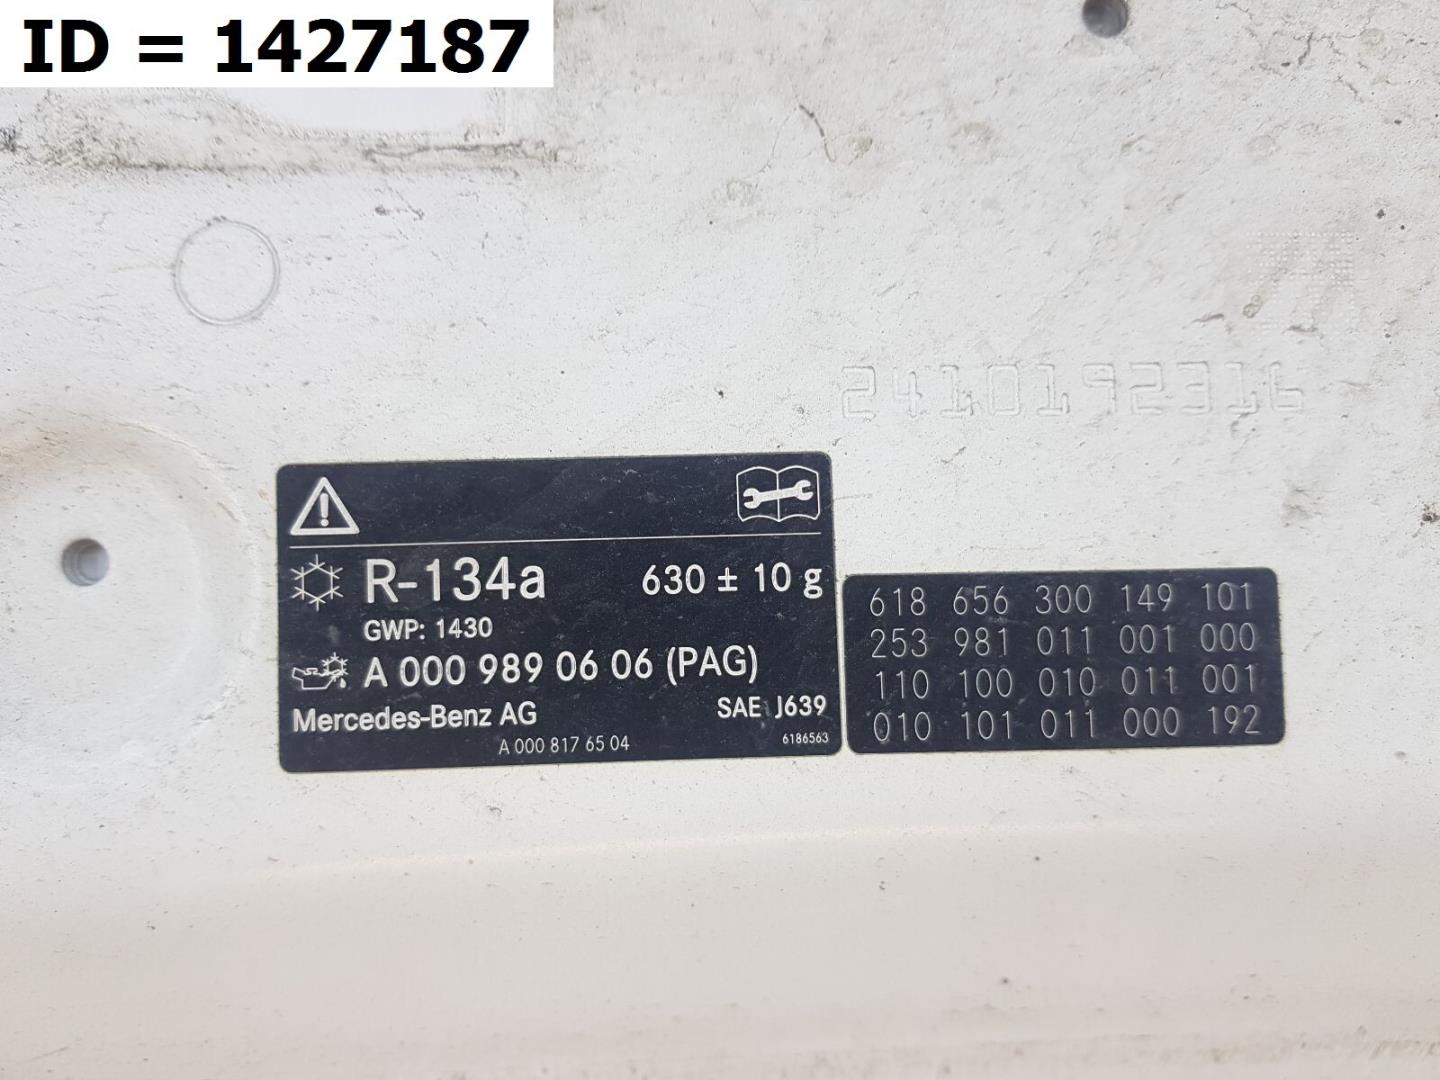 ID = 1427187
2410192316
R-134a 630 ± 10 g
GWP: 1430
A 000 989 06 06 (PAG)
Mercedes-Benz AG SAE J639
A 000 817 65 04 6186563
618 656 300 149 101
253 981 011 001 000
110 100 010 011 001
010 101 011 000 192